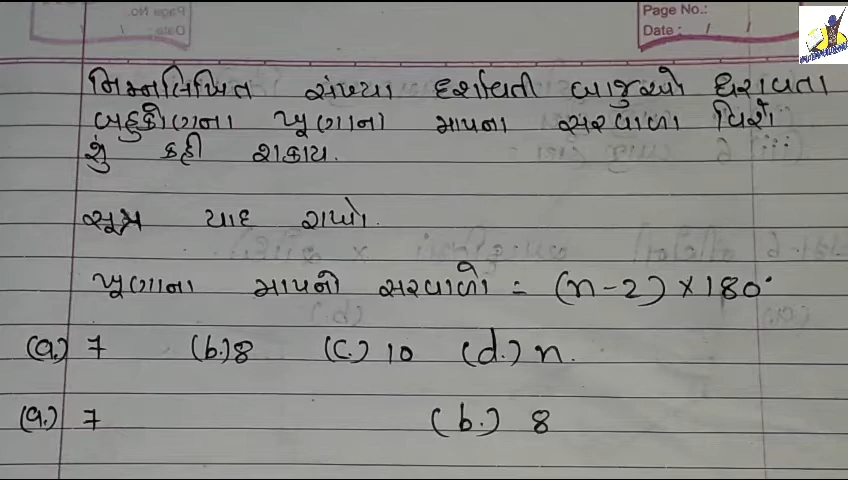 Page No.:
Date : / /
નિમ્નલિખિત સંખ્યા દર્શાવતી બાજુઓ ધરાવતા
બહુકોણના ખૂણાના માપના સરવાળા વિશે
શું કહી શકાય.
સૂત્ર યાદ રાખો.
ખૂણાના માપનો સરવાળો = (n-2) × 180°
(a.) 7 (b.) 8 (c.) 10 (d.) n.
(a.) 7 (b.) 8